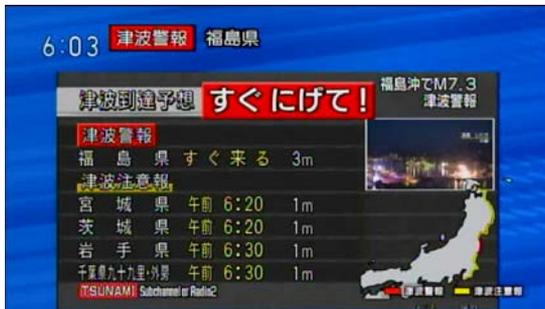 6:03 津波警報 福島県
福島沖でM7.3
津波警報
津波到達予想 すぐにげて!
津波警報
福島県 すぐ来る 3m
津波注意報
宮城県 午前 6:20 1m
茨城県 午前 6:20 1m
岩手県 午前 6:30 1m
千葉県九十九里・外房 午前 6:30 1m
TSUNAMI Subchannel or Radio2
津波警報 津波注意報